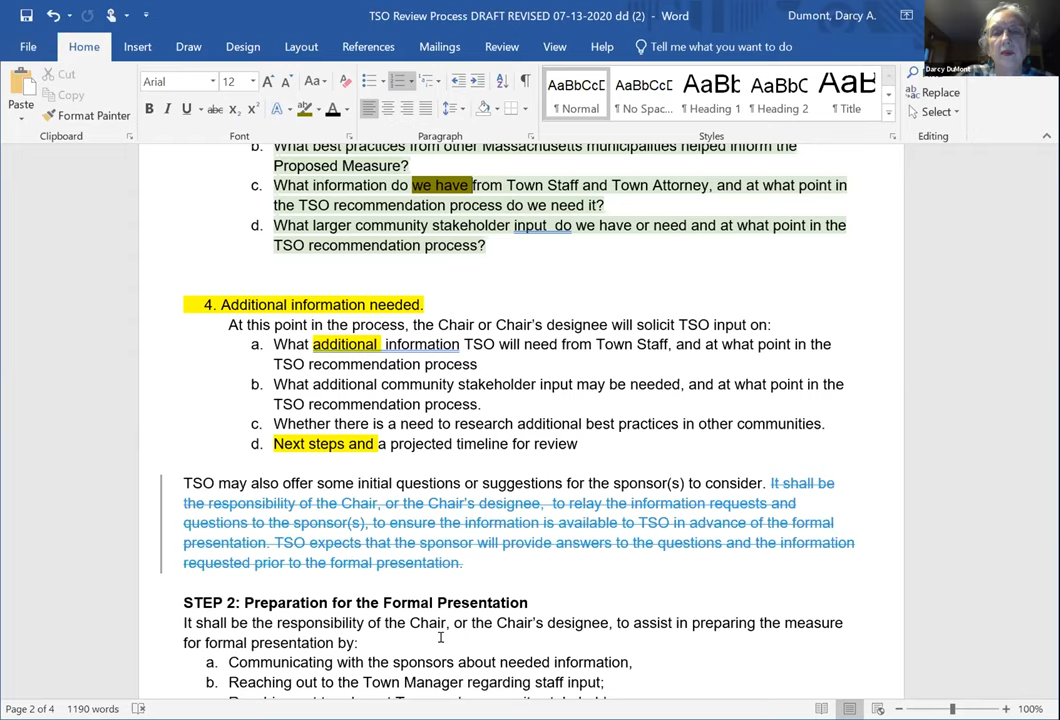 TSO Review Process DRAFT REVISED 07-13-2020 dd (2) - Word
Dumont, Darcy A.
File Home Insert Draw Design Layout References Mailings Review View Help Tell me what you want to do
Darcy DuMont
Paste
Cut
Copy
Format Painter
Arial 12
AaBbCcD AaBbCcD AaBb AaBbC AaB
¶ Normal ¶ No Spac... ¶ Heading 1 ¶ Heading 2 ¶ Title
Replace
Select
Clipboard Font Paragraph Styles Editing
b. What best practices from other Massachusetts municipalities helped inform the
Proposed Measure?
c. What information do we have from Town Staff and Town Attorney, and at what point in
the TSO recommendation process do we need it?
d. What larger community stakeholder input do we have or need and at what point in the
TSO recommendation process?
4. Additional information needed.
At this point in the process, the Chair or Chair's designee will solicit TSO input on:
a. What additional information TSO will need from Town Staff, and at what point in the
TSO recommendation process
b. What additional community stakeholder input may be needed, and at what point in the
TSO recommendation process.
c. Whether there is a need to research additional best practices in other communities.
d. Next steps and a projected timeline for review
TSO may also offer some initial questions or suggestions for the sponsor(s) to consider. It shall be
the responsibility of the Chair, or the Chair's designee, to relay the information requests and
questions to the sponsor(s), to ensure the information is available to TSO in advance of the formal
presentation. TSO expects that the sponsor will provide answers to the questions and the information
requested prior to the formal presentation.
STEP 2: Preparation for the Formal Presentation
It shall be the responsibility of the Chair, or the Chair's designee, to assist in preparing the measure
for formal presentation by:
a. Communicating with the sponsors about needed information,
b. Reaching out to the Town Manager regarding staff input;
Page 2 of 4 1190 words 100%